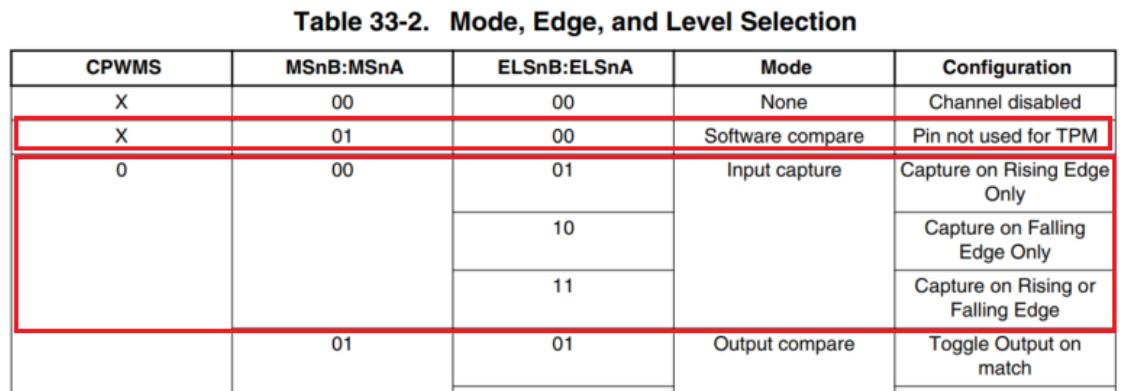 Table 33-2. Mode, Edge, and Level Selection
CPWMS MSnB:MSnA ELSnB:ELSnA Mode Configuration
X 00 00 None Channel disabled
X 01 00 Software compare Pin not used for TPM
0 00 01 Input capture Capture on Rising Edge
Only
10 Capture on Falling
Edge Only
11 Capture on Rising or
Falling Edge
01 01 Output compare Toggle Output on
match